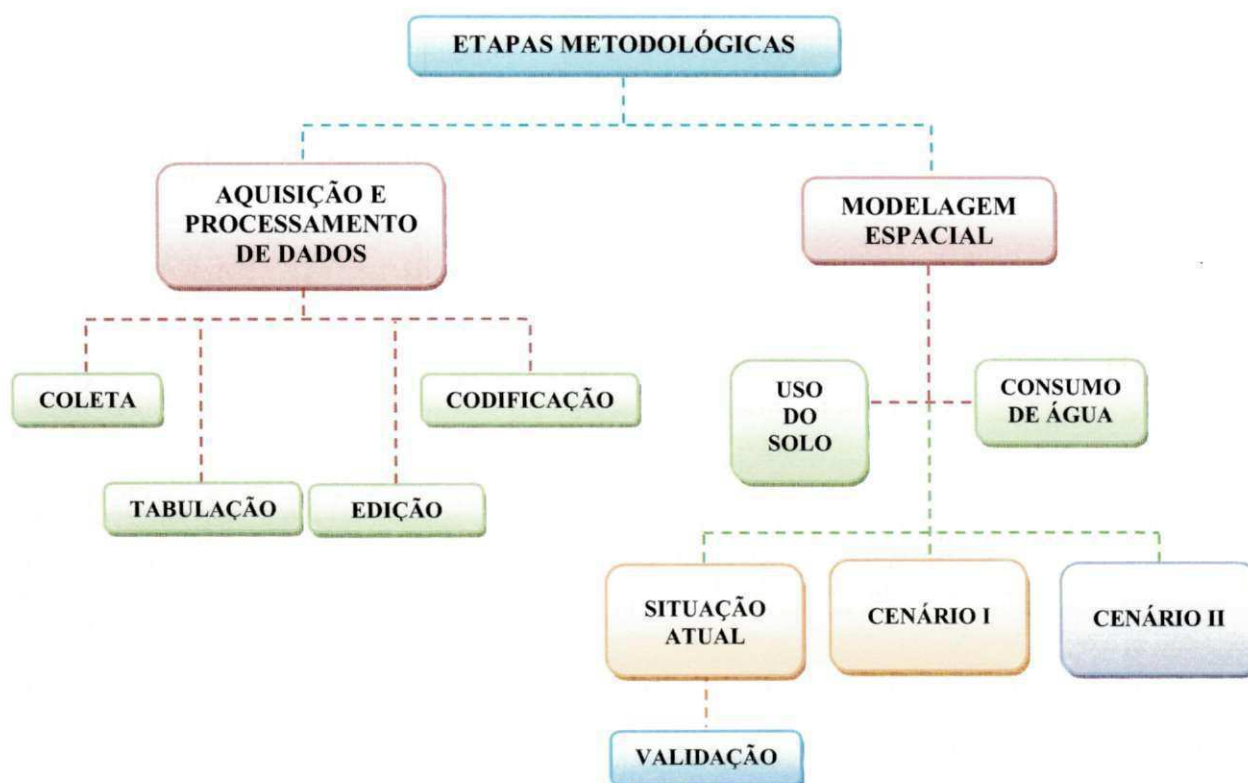 ETAPAS METODOLÓGICAS
AQUISIÇÃO E
PROCESSAMENTO
DE DADOS
MODELAGEM
ESPACIAL
COLETA
CODIFICAÇÃO
TABULAÇÃO
EDIÇÃO
USO
DO
SOLO
CONSUMO
DE ÁGUA
SITUAÇÃO
ATUAL
CENÁRIO I
CENÁRIO II
VALIDAÇÃO